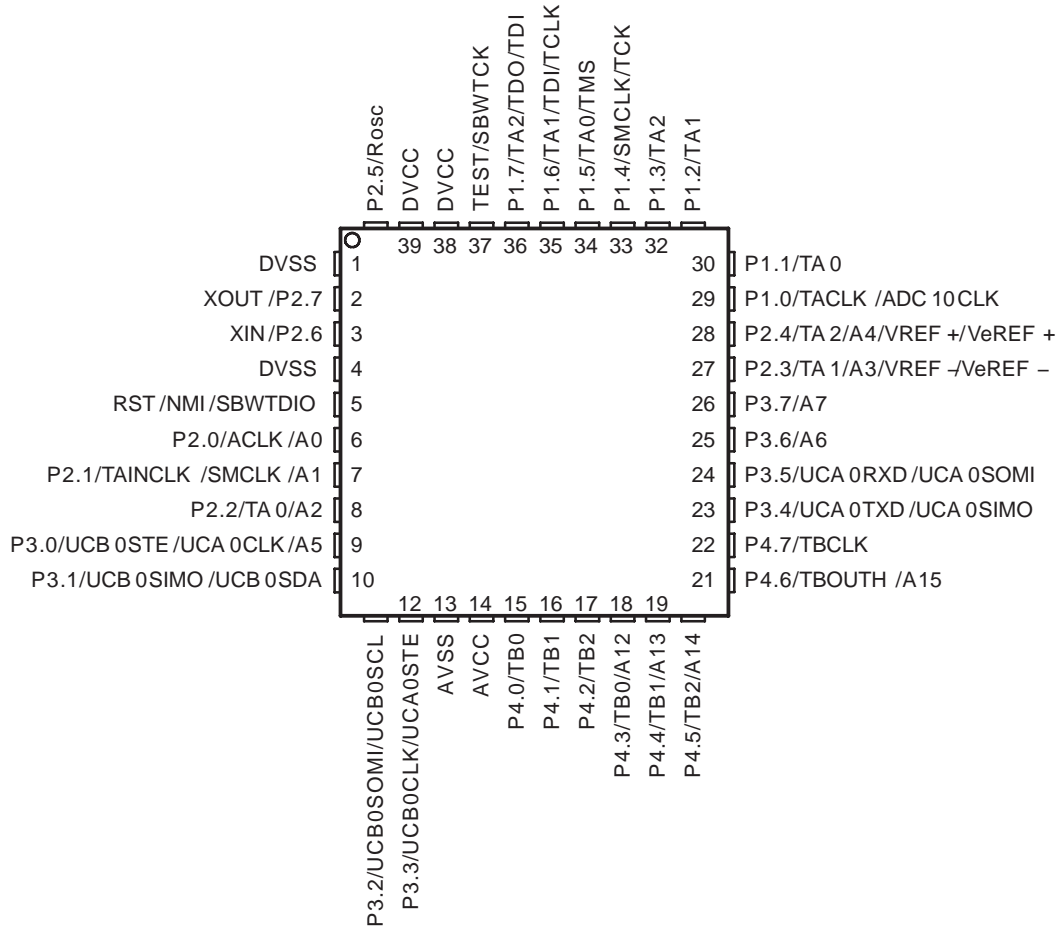 P2.5/Rosc
DVCC
DVCC
TEST/SBWTCK
P1.7/TA2/TDO/TDI
P1.6/TA1/TDI/TCLK
P1.5/TA0/TMS
P1.4/SMCLK/TCK
P1.3/TA2
P1.2/TA1
39 38 37 36 35 34 33 32
DVSS 1
XOUT /P2.7 2
XIN /P2.6 3
DVSS 4
RST /NMI /SBWTDIO 5
P2.0/ACLK /A0 6
P2.1/TAINCLK /SMCLK /A1 7
P2.2/TA 0/A2 8
P3.0/UCB 0STE /UCA 0CLK /A5 9
P3.1/UCB 0SIMO /UCB 0SDA 10
30 P1.1/TA 0
29 P1.0/TACLK /ADC 10CLK
28 P2.4/TA 2/A4/VREF +/VeREF +
27 P2.3/TA 1/A3/VREF –/VeREF –
26 P3.7/A7
25 P3.6/A6
24 P3.5/UCA 0RXD /UCA 0SOMI
23 P3.4/UCA 0TXD /UCA 0SIMO
22 P4.7/TBCLK
21 P4.6/TBOUTH /A15
12 13 14 15 16 17 18 19
P3.2/UCB0SOMI/UCB0SCL
P3.3/UCB0CLK/UCA0STE
AVSS
AVCC
P4.0/TB0
P4.1/TB1
P4.2/TB2
P4.3/TB0/A12
P4.4/TB1/A13
P4.5/TB2/A14